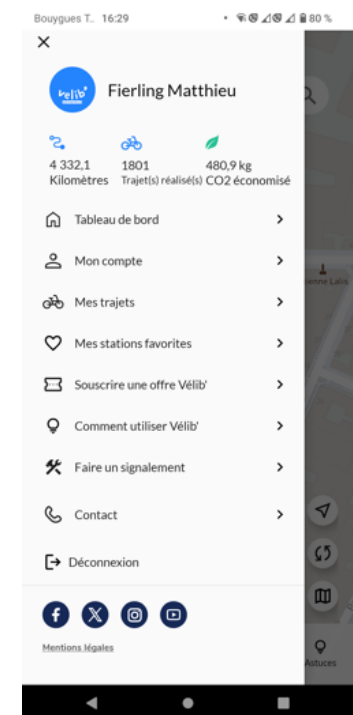 Bouygues T.. 16:29 80 %
velib'
Fierling Matthieu
4 332,1 1801 480,9 kg
Kilomètres Trajet(s) réalisé(s) CO2 économisé
Tableau de bord
Mon compte
Mes trajets
Mes stations favorites
Souscrire une offre Vélib'
Comment utiliser Vélib'
Faire un signalement
Contact
Déconnexion
Mentions légales
Astuces